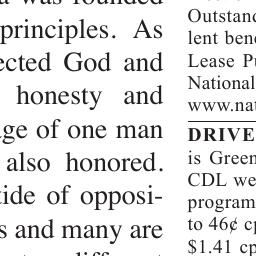 was founded
principles. As
ected God and
honesty and
age of one man
also honored.
tide of opposi-
s and many are
Outstand
lent bene
Lease Pu
National
www.nat
DRIVE
is Green
CDL we
program
to 46¢ cp
$1.41 cp